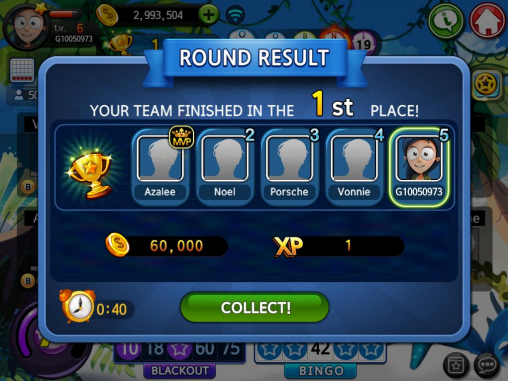 Lv. 6
G10050973
2,993,504
19
50
ROUND RESULT
YOUR TEAM FINISHED IN THE 1st PLACE!
MVP 2 3 4 5
Azalee Noel Porsche Vonnie G10050973
60,000 XP 1
0:40
COLLECT!
10 18 60 75 42
BLACKOUT BINGO